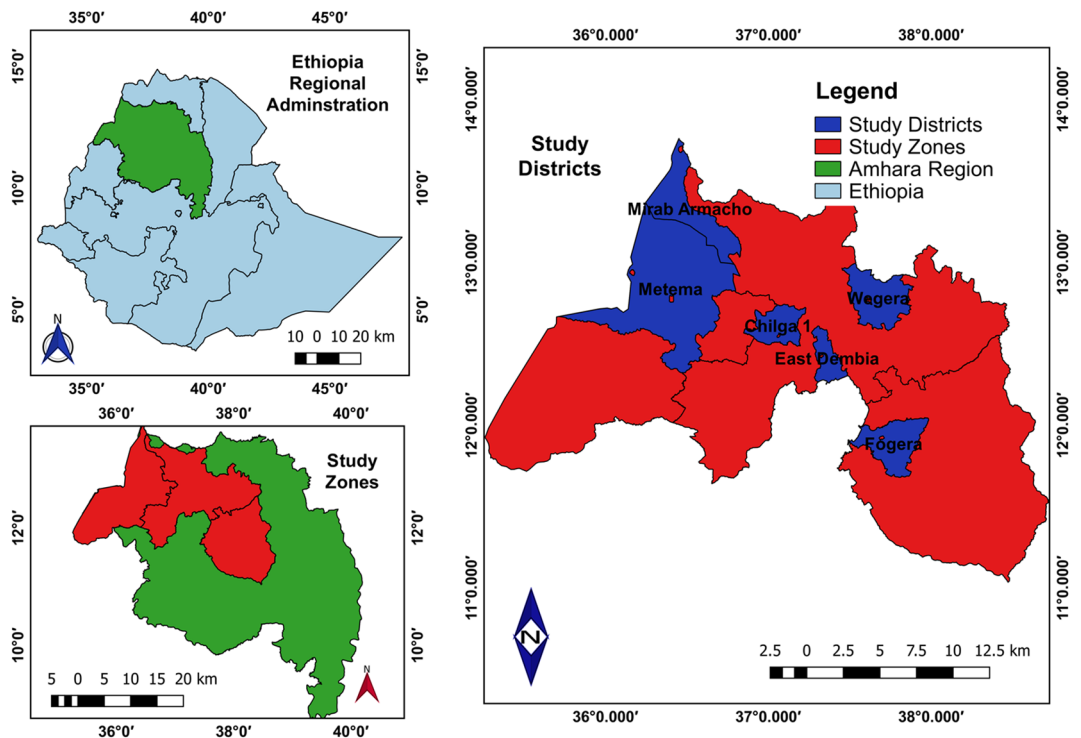 35°0′ 40°0′ 45°0′
Ethiopia
Regional
Adminstration
15°0′
10°0′
5°0′
15°0′
10°0′
5°0′
N
10 0 10 20 km
35°0′ 40°0′ 45°0′
36°0′ 38°0′ 40°0′
Study
Zones
12°0′
10°0′
12°0′
10°0′
5 0 5 10 15 20 km
N
36°0′ 38°0′ 40°0′
36°0.000′ 37°0.000′ 38°0.000′
Study
Districts
Legend
Study Districts
Study Zones
Amhara Region
Ethiopia
14°0.000′
13°0.000′
12°0.000′
11°0.000′
14°0.000′
13°0.000′
12°0.000′
11°0.000′
Mirab Armacho
Metema
Wegera
Chilga 1
East Dembia
Fogera
N
2.5 0 2.5 5 7.5 10 12.5 km
36°0.000′ 37°0.000′ 38°0.000′